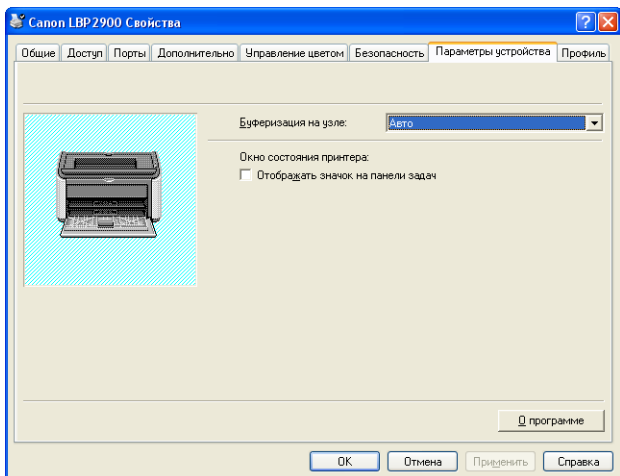 Canon LBP2900 Свойства
Общие Доступ Порты Дополнительно Управление цветом Безопасность Параметры устройства Профиль
Буферизация на узле: Авто
Окно состояния принтера:
Отображать значок на панели задач
О программе
OK Отмена Применить Справка